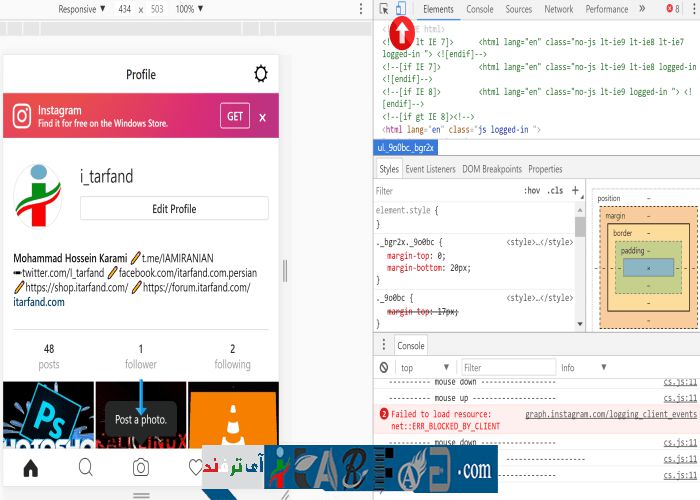 Responsive ▼ 434 × 503 175% ▼
Profile
Instagram
Find it for free on the Windows Store.
GET x
i_tarfand
Edit Profile
Mohammad Hossein Karami t.me/IAMIRANIAN
twitter.com/I_tarfand facebook.com/itarfand.com.persian
https://shop.itarfand.com/ https://forum.itarfand.com/
itarfand.com
48 1 2
posts follower following
Ps
Post a photo.
آی ترفند
.com
Elements Console Sources Network Performance » 8
html>
<!--[if lt IE 7]> <html lang="en" class="no-js lt-ie9 lt-ie8 lt-ie7
logged-in "> <![endif]-->
<!--[if IE 7]> <html lang="en" class="no-js lt-ie9 lt-ie8 logged-in
<![endif]-->
<!--[if IE 8]> <html lang="en" class="no-js lt-ie9 logged-in "> <!
[endif]-->
<!--[if gt IE 8]><!-->
<html lang="en" class="js logged-in ">
ul._9o0bc._bgr2x
Styles Event Listeners DOM Breakpoints Properties
Filter :hov .cls +
element.style {
}
._bgr2x._9o0bc { <style>…</style>
margin-top: 0;
margin-bottom: 20px;
}
._9o0bc { <style>…</style>
margin-top: 17px;
}
position –
margin –
border –
padding –
Console
top ▼ Filter Info ▼
---------- mouse down ------------------- cs.js:11
---------- mouse up ------------------- cs.js:11
2 Failed to load resource: graph.instagram.com/logging_client_events
net::ERR_BLOCKED_BY_CLIENT
mouse down ------------------- cs.js:11
cs.js:11
cs.js:11